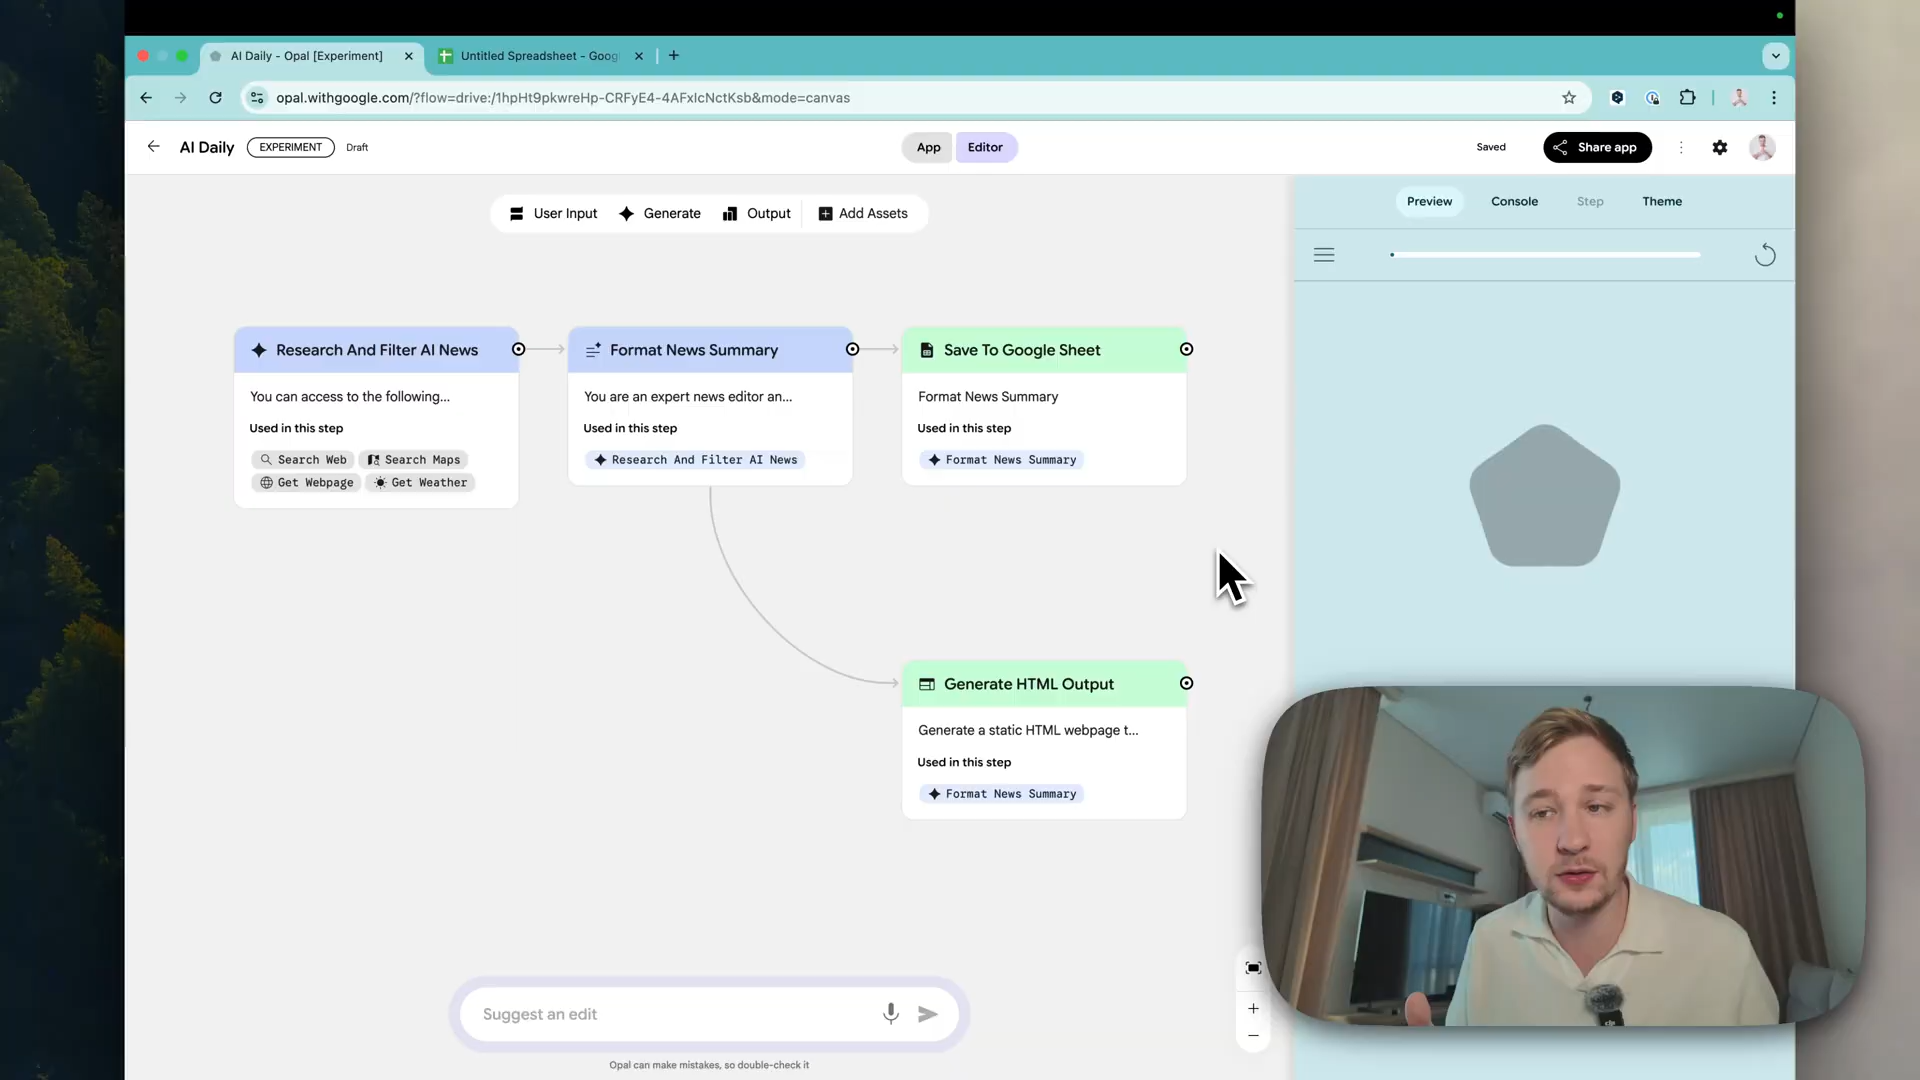 AI Daily - Opal [Experiment]
Untitled Spreadsheet - Goog
opal.withgoogle.com/?flow=drive:/1hpHt9pkwreHp-CRFyE4-4AFxIcNctKsb&mode=canvas
AI Daily
EXPERIMENT
Draft
App
Editor
Saved
Share app
User Input
Generate
Output
Add Assets
Preview
Console
Step
Theme
Research And Filter AI News
You can access to the following...
Used in this step
Search Web
Search Maps
Get Webpage
Get Weather
Format News Summary
You are an expert news editor an...
Used in this step
Research And Filter AI News
Save To Google Sheet
Format News Summary
Used in this step
Format News Summary
Generate HTML Output
Generate a static HTML webpage t...
Used in this step
Format News Summary
Suggest an edit
Opal can make mistakes, so double-check it